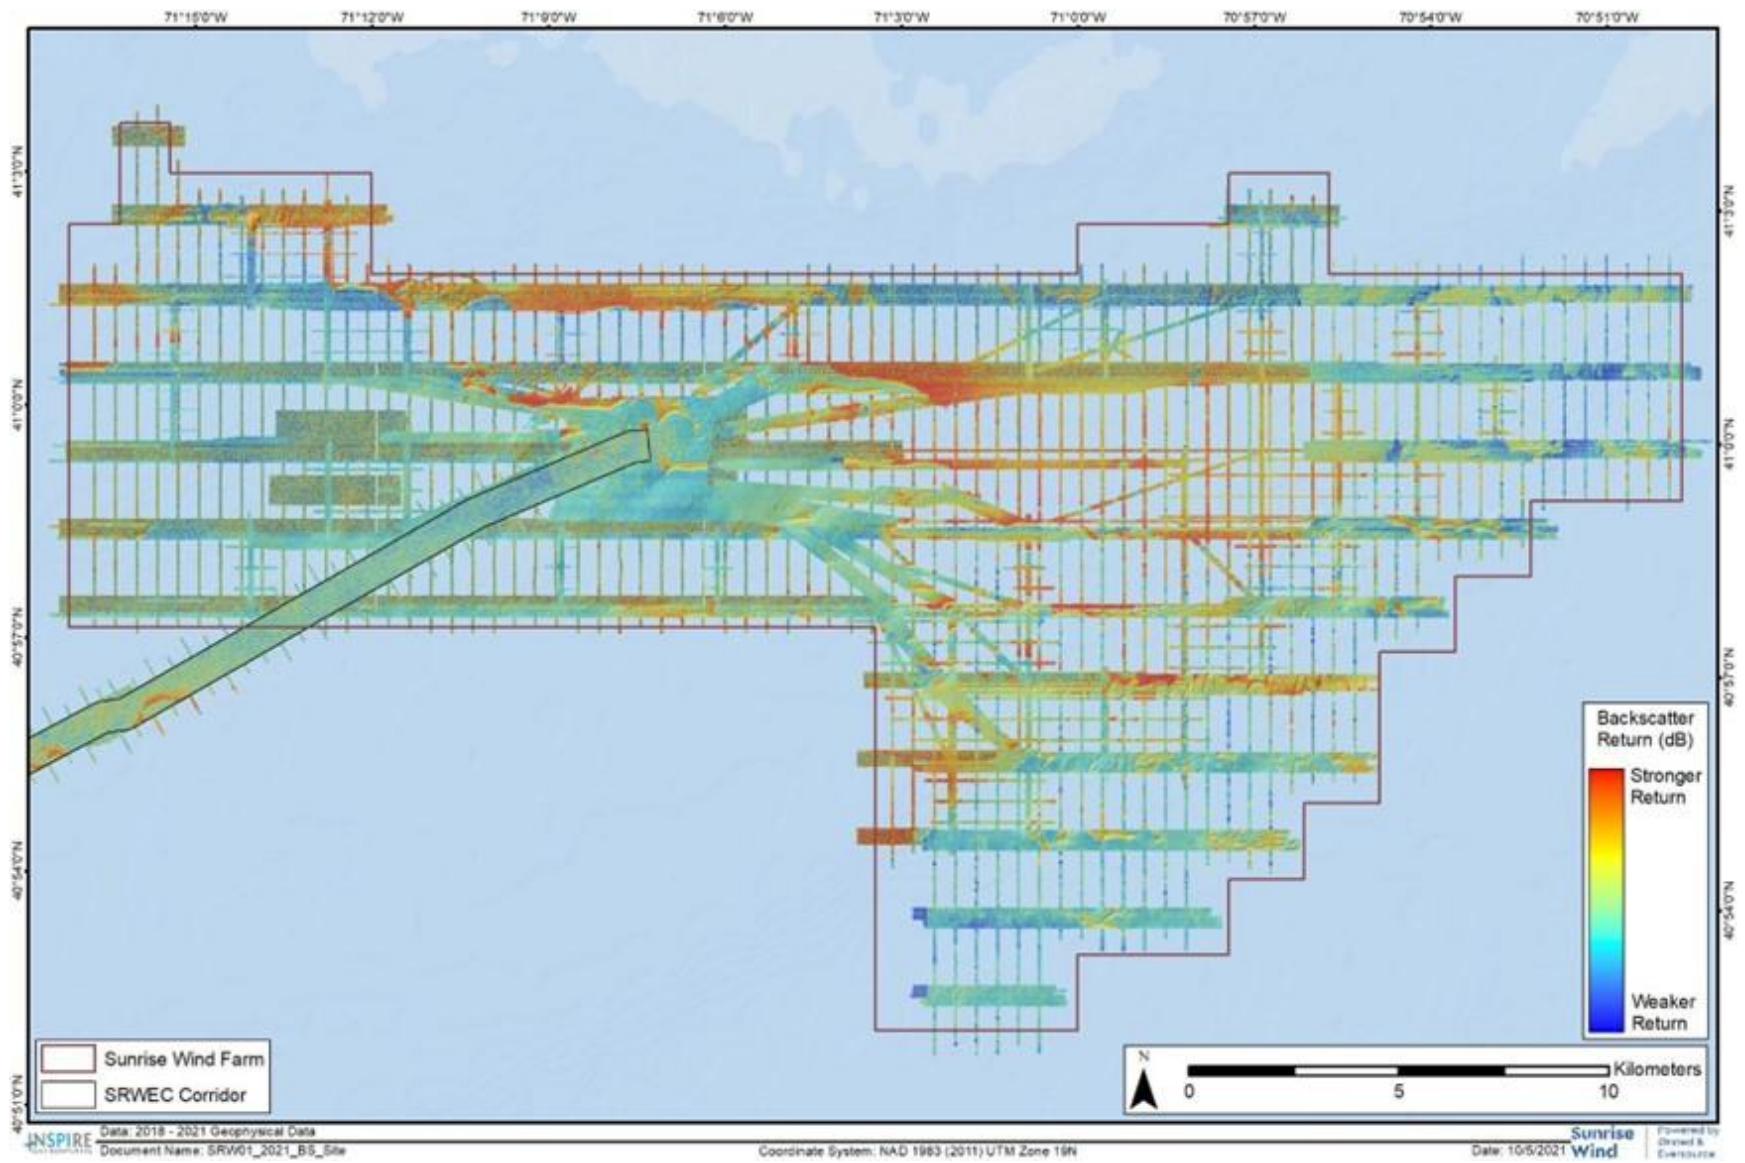 71°15'0"W 71°12'0"W 71°9'0"W 71°6'0"W 71°3'0"W 71°0'0"W 70°57'0"W 70°54'0"W 70°51'0"W
41°3'0"N
41°3'0"N
41°0'0"N
41°0'0"N
40°57'0"N
40°57'0"N
40°54'0"N
40°54'0"N
40°51'0"N
Backscatter
Return (dB)
Stronger
Return
Weaker
Return
Sunrise Wind Farm
SRWEC Corridor
N
Kilometers
0 5 10
INSPIRE
Data: 2018 - 2021 Geophysical Data
Document Name: SRW01_2021_BS_Site
Coordinate System: NAD 1983 (2011) UTM Zone 19N
Date: 10/5/2021
Sunrise
Wind
Powered by
Ørsted &
Eversource